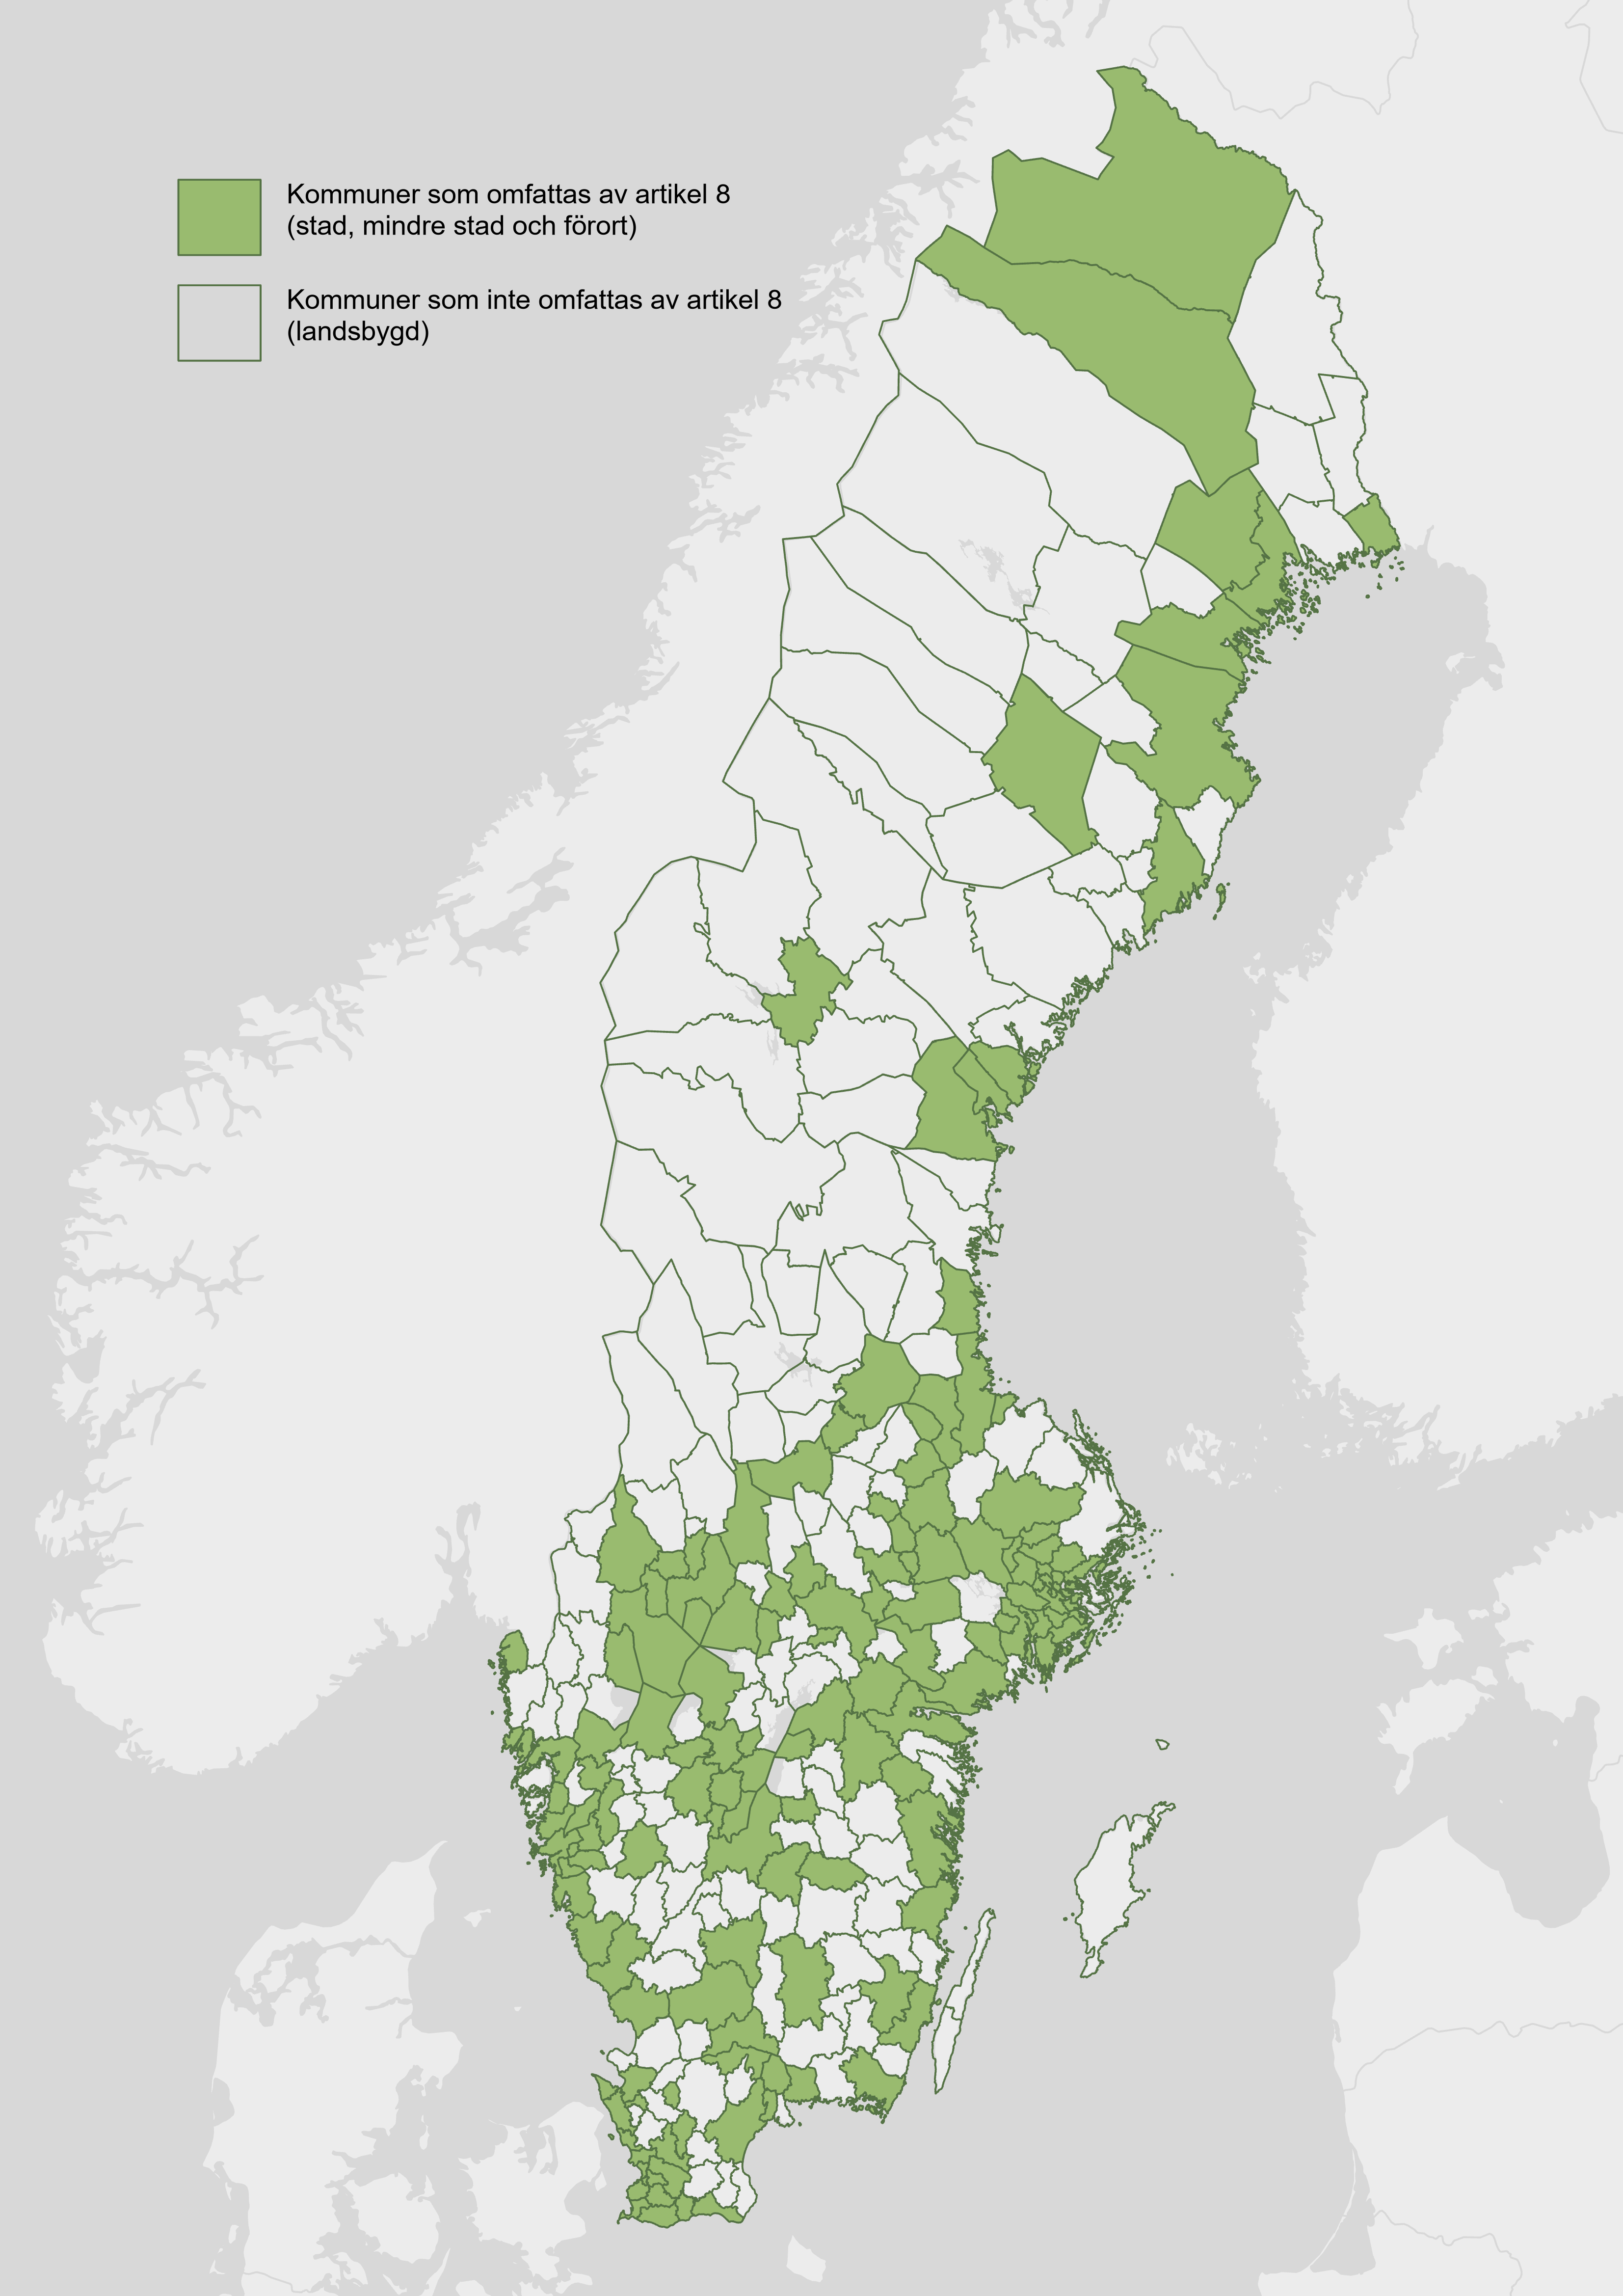 Kommuner som omfattas av artikel 8
(stad, mindre stad och förort)
Kommuner som inte omfattas av artikel 8
(landsbygd)